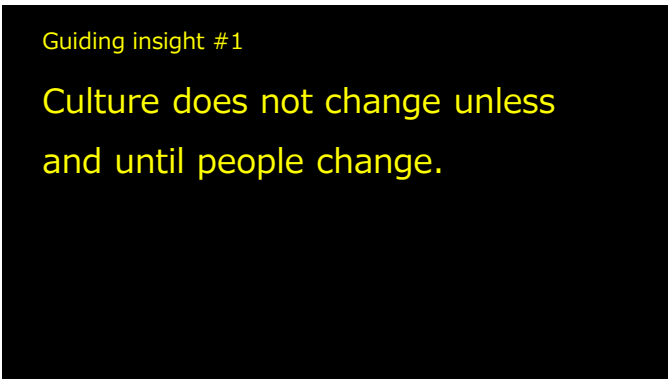 Guiding insight #1
Culture does not change unless
and until people change.